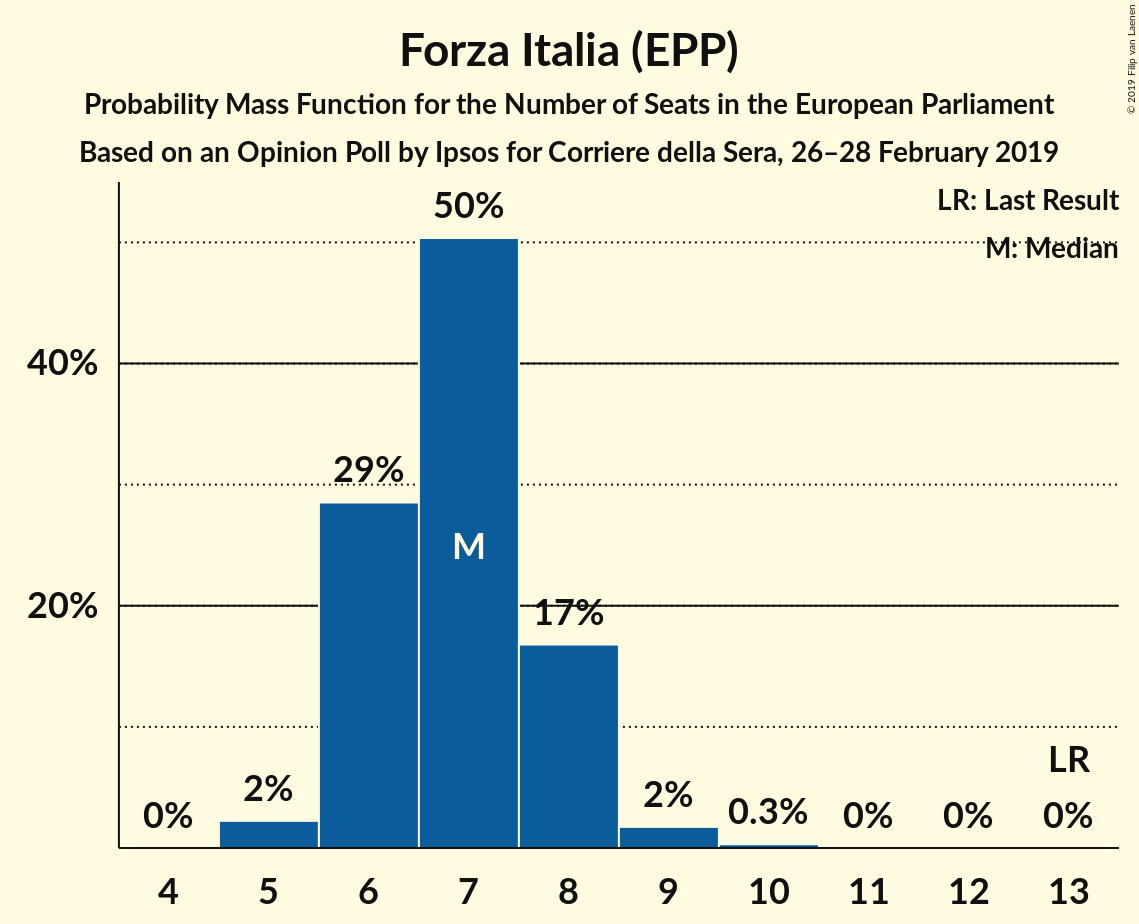 Forza Italia (EPP)
Probability Mass Function for the Number of Seats in the European Parliament
Based on an Opinion Poll by Ipsos for Corriere della Sera, 26–28 February 2019
© 2019 Filip van Laenen
LR: Last Result
M: Median
50%
40%
29%
M
20%
17%
LR
0%
2%
2%
0.3%
0%
0%
0%
4 5 6 7 8 9 10 11 12 13